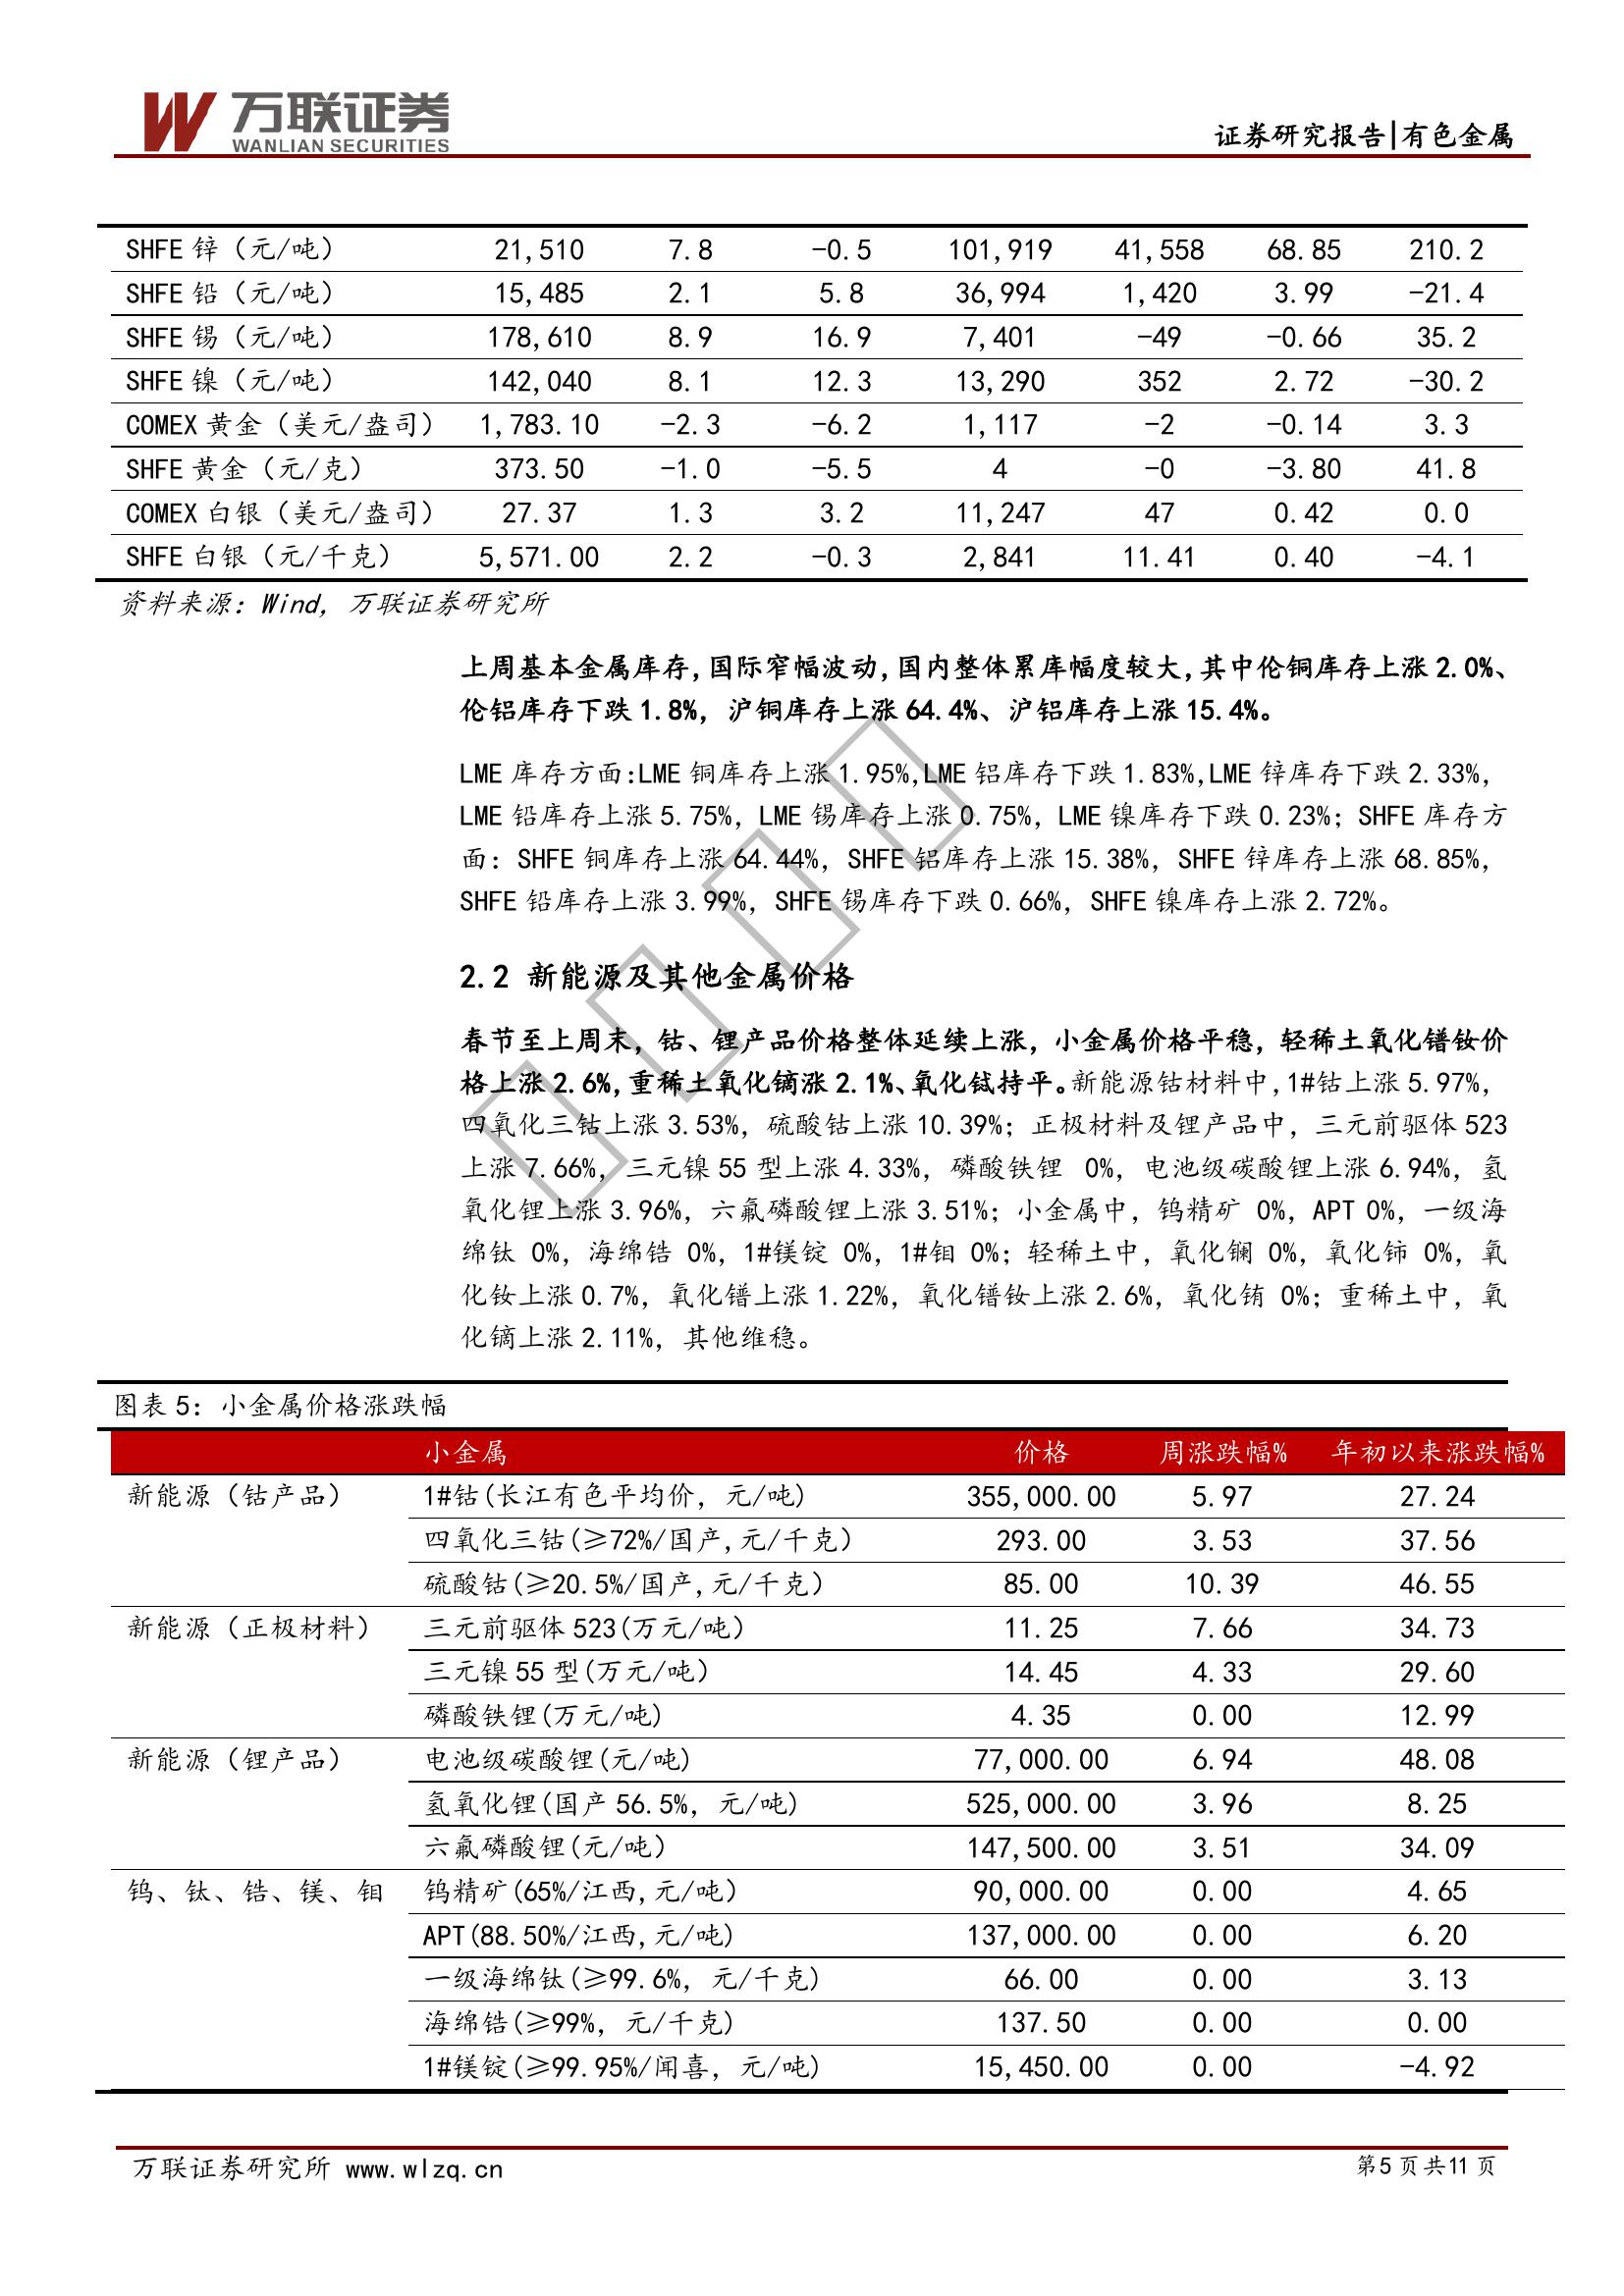 万联证券
WANLIAN SECURITIES
证券研究报告|有色金属
SHFE 锌（元/吨） 21,510 7.8 -0.5 101,919 41,558 68.85 210.2
SHFE 铅（元/吨） 15,485 2.1 5.8 36,994 1,420 3.99 -21.4
SHFE 锡（元/吨） 178,610 8.9 16.9 7,401 -49 -0.66 35.2
SHFE 镍（元/吨） 142,040 8.1 12.3 13,290 352 2.72 -30.2
COMEX 黄金（美元/盎司） 1,783.10 -2.3 -6.2 1,117 -2 -0.14 3.3
SHFE 黄金（元/克） 373.50 -1.0 -5.5 4 -0 -3.80 41.8
COMEX 白银（美元/盎司） 27.37 1.3 3.2 11,247 47 0.42 0.0
SHFE 白银（元/千克） 5,571.00 2.2 -0.3 2,841 11.41 0.40 -4.1
资料来源：Wind, 万联证券研究所
上周基本金属库存,国际窄幅波动,国内整体累库幅度较大,其中伦铜库存上涨 2.0%、
伦铝库存下跌 1.8%，沪铜库存上涨 64.4%、沪铝库存上涨 15.4%。
LME 库存方面:LME 铜库存上涨 1.95%,LME 铝库存下跌 1.83%,LME 锌库存下跌 2.33%，
LME 铅库存上涨 5.75%，LME 锡库存上涨 0.75%，LME 镍库存下跌 0.23%；SHFE 库存方
面：SHFE 铜库存上涨 64.44%，SHFE 铝库存上涨 15.38%，SHFE 锌库存上涨 68.85%，
SHFE 铅库存上涨 3.99%，SHFE 锡库存下跌 0.66%，SHFE 镍库存上涨 2.72%。
2.2 新能源及其他金属价格
春节至上周末，钴、锂产品价格整体延续上涨，小金属价格平稳，轻稀土氧化镨钕价
格上涨 2.6%,重稀土氧化镝涨 2.1%、氧化铽持平。新能源钴材料中,1#钴上涨 5.97%，
四氧化三钴上涨 3.53%，硫酸钴上涨 10.39%；正极材料及锂产品中，三元前驱体 523
上涨 7.66%，三元镍 55 型上涨 4.33%，磷酸铁锂 0%，电池级碳酸锂上涨 6.94%，氢
氧化锂上涨 3.96%，六氟磷酸锂上涨 3.51%；小金属中，钨精矿 0%，APT 0%，一级海
绵钛 0%，海绵锆 0%，1#镁锭 0%，1#钼 0%；轻稀土中，氧化镧 0%，氧化铈 0%，氧
化钕上涨 0.7%，氧化镨上涨 1.22%，氧化镨钕上涨 2.6%，氧化铕 0%；重稀土中，氧
化镝上涨 2.11%，其他维稳。
图表 5：小金属价格涨跌幅
小金属 价格 周涨跌幅% 年初以来涨跌幅%
新能源（钴产品） 1#钴(长江有色平均价，元/吨) 355,000.00 5.97 27.24
四氧化三钴(≥72%/国产,元/千克) 293.00 3.53 37.56
硫酸钴(≥20.5%/国产,元/千克) 85.00 10.39 46.55
新能源（正极材料） 三元前驱体 523(万元/吨) 11.25 7.66 34.73
三元镍 55 型(万元/吨) 14.45 4.33 29.60
磷酸铁锂(万元/吨) 4.35 0.00 12.99
新能源（锂产品） 电池级碳酸锂(元/吨) 77,000.00 6.94 48.08
氢氧化锂(国产 56.5%，元/吨) 525,000.00 3.96 8.25
六氟磷酸锂(元/吨) 147,500.00 3.51 34.09
钨、钛、锆、镁、钼 钨精矿(65%/江西,元/吨) 90,000.00 0.00 4.65
APT(88.50%/江西,元/吨) 137,000.00 0.00 6.20
一级海绵钛(≥99.6%，元/千克) 66.00 0.00 3.13
海绵锆(≥99%，元/千克) 137.50 0.00 0.00
1#镁锭(≥99.95%/闻喜，元/吨) 15,450.00 0.00 -4.92
万联证券研究所 www.wlzq.cn
第5 页共11 页